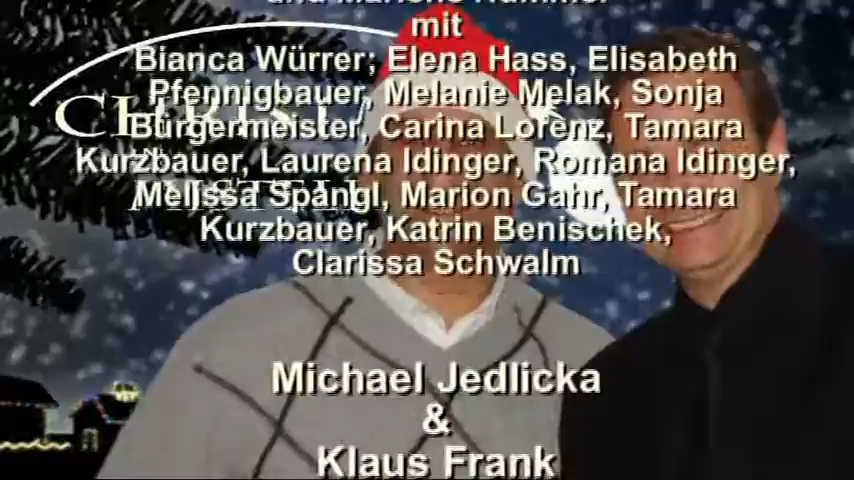 mit
Bianca Würrer; Elena Hass, Elisabeth
Pfennigbauer, Melanie Melak, Sonja
Bürgermeister, Carina Lorenz, Tamara
Kurzbauer, Laurena Idinger, Romana Idinger,
Melissa Spangl, Marion Gahr, Tamara
Kurzbauer, Katrin Benischek,
Clarissa Schwalm
Michael Jedlicka
&
Klaus Frank